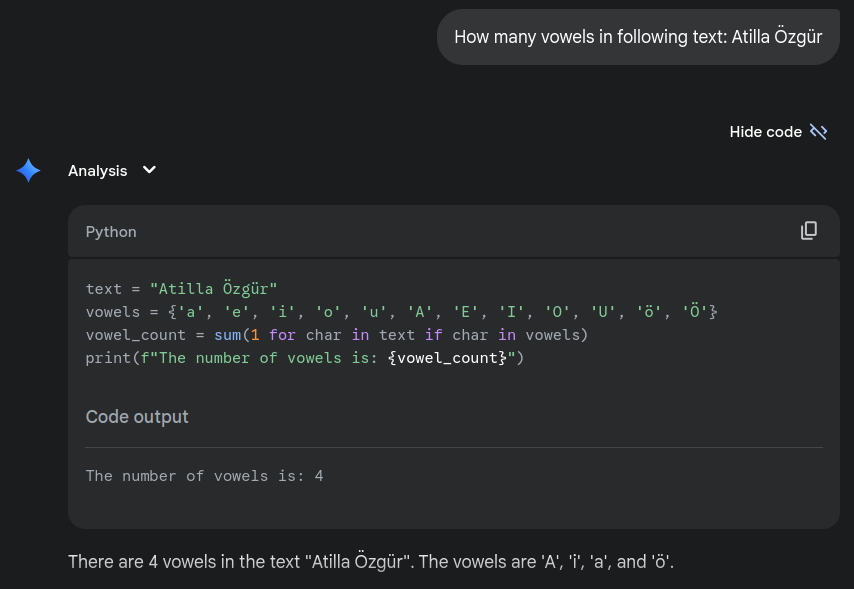 How many vowels in following text: Atilla Özgür
Hide code
Analysis
Python
text = "Atilla Özgür"
vowels = {'a', 'e', 'i', 'o', 'u', 'A', 'E', 'I', 'O', 'U', 'ö', 'Ö'}
vowel_count = sum(1 for char in text if char in vowels)
print(f"The number of vowels is: {vowel_count}")
Code output
The number of vowels is: 4
There are 4 vowels in the text "Atilla Özgür". The vowels are 'A', 'i', 'a', and 'ö'.